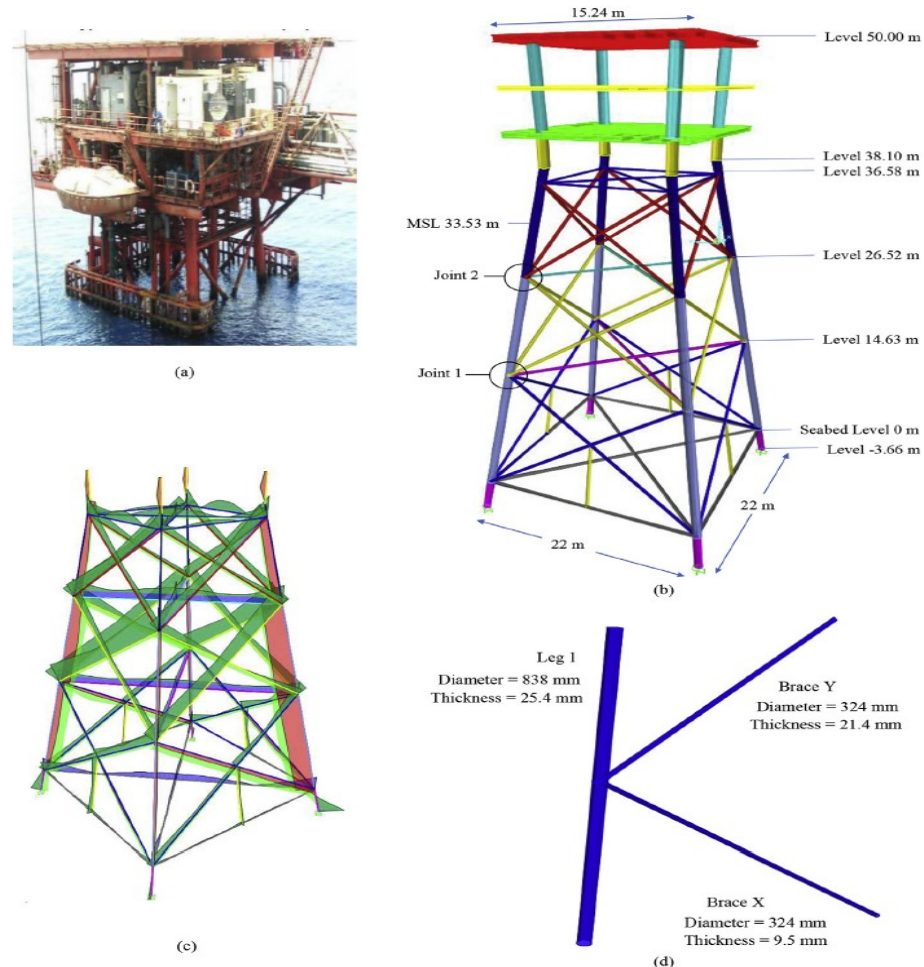 15.24 m
Level 50.00 m
Level 38.10 m
Level 36.58 m
MSL 33.53 m
Level 26.52 m
Joint 2
Level 14.63 m
(a)
Joint 1
Seabed Level 0 m
Level -3.66 m
22 m
22 m
(b)
Leg 1
Diameter = 838 mm
Thickness = 25.4 mm
Brace Y
Diameter = 324 mm
Thickness = 21.4 mm
Brace X
Diameter = 324 mm
Thickness = 9.5 mm
(c)
(d)